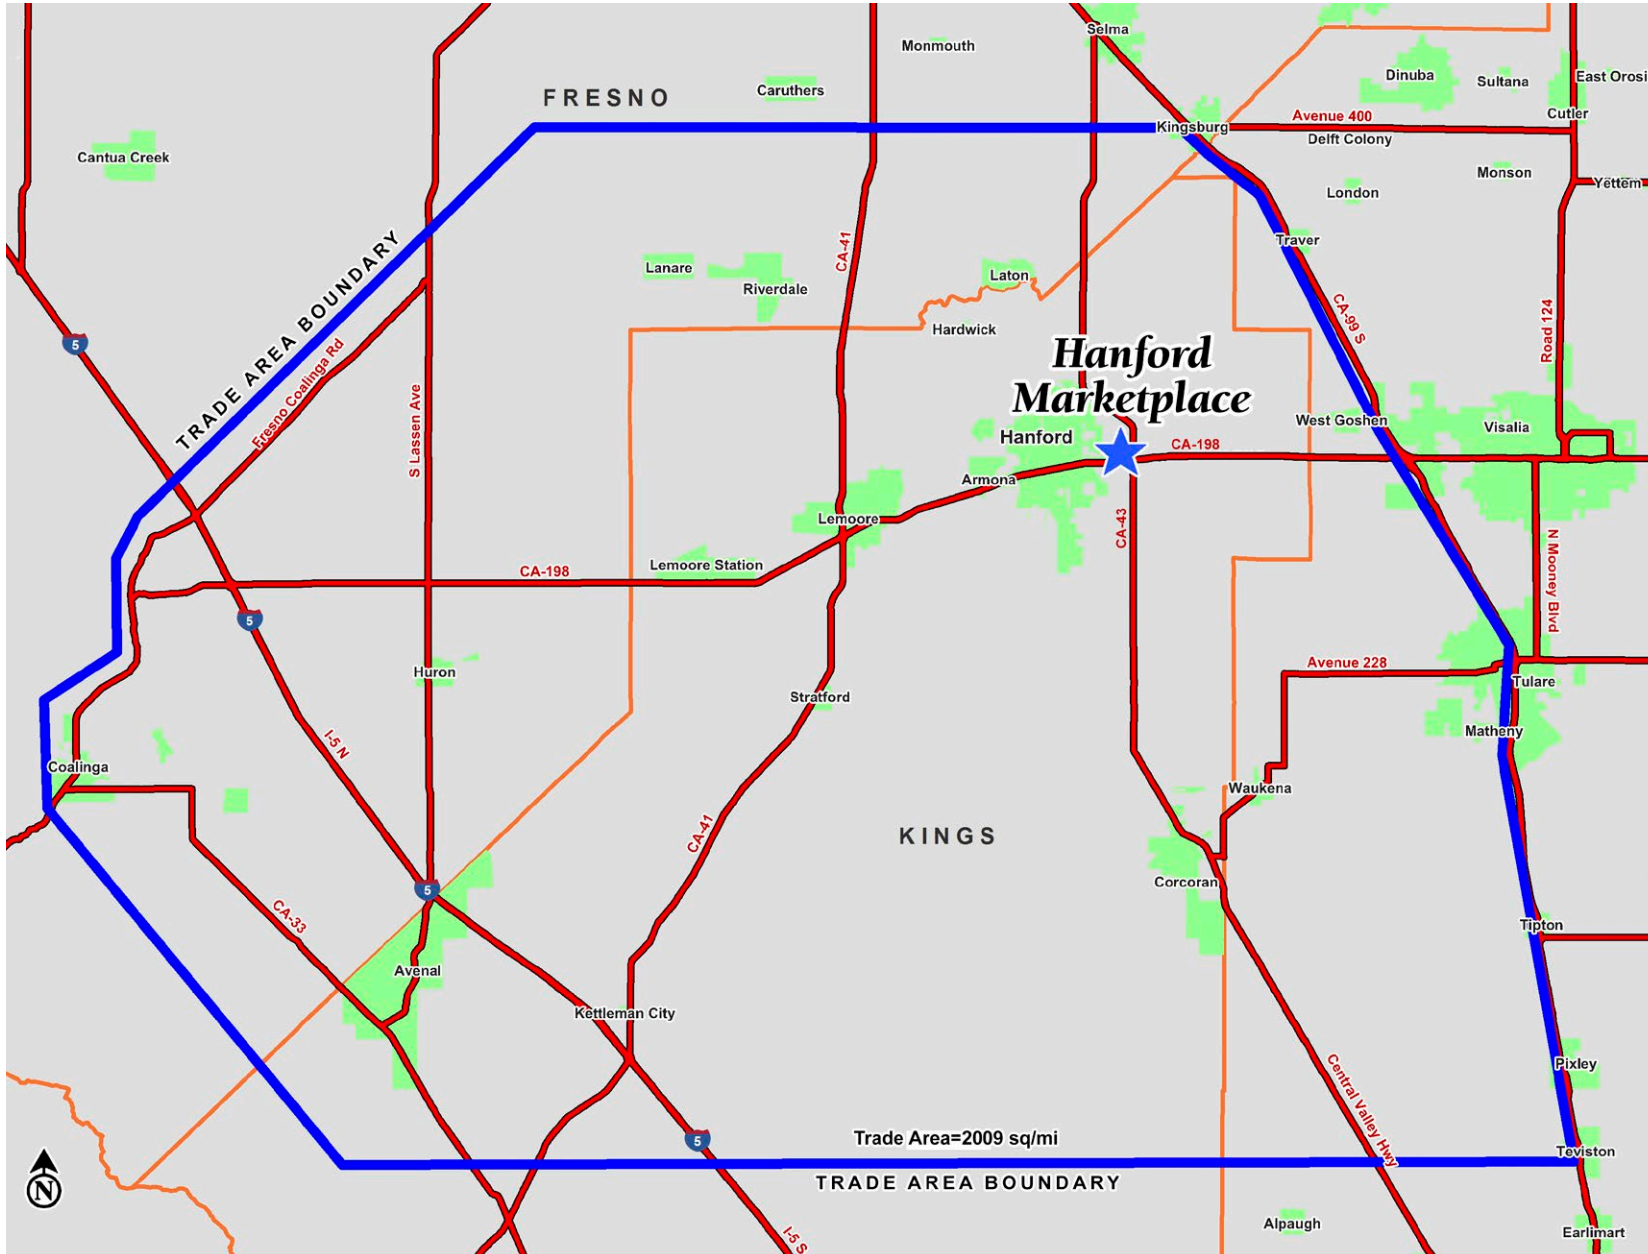 Selma
Monmouth
Dinuba
Sultana
East Orosi
Caruthers
FRESNO
Cutler
Avenue 400
Kingsburg
Delft Colony
Cantua Creek
Monson
Yettem
London
TRADE AREA BOUNDARY
CA-41
Traver
Lanare
Riverdale
Laton
Hardwick
CA-99 S
Road 124
5
Fresno Coalinga Rd
S Lassen Ave
Hanford
Marketplace
West Goshen
Visalia
Hanford
CA-198
Armona
Lemoore
CA-43
Lemoore Station
CA-198
N Mooney Blvd
5
Huron
Avenue 228
Tulare
Stratford
Matheny
I-5 N
Coalinga
Waukena
CA-41
KINGS
Corcoran
5
CA-33
Tipton
Avenal
Kettleman City
Pixley
Central Valley Hwy
Trade Area=2009 sq/mi
5
Teviston
TRADE AREA BOUNDARY
N
Alpaugh
Earlimart
I-5 S